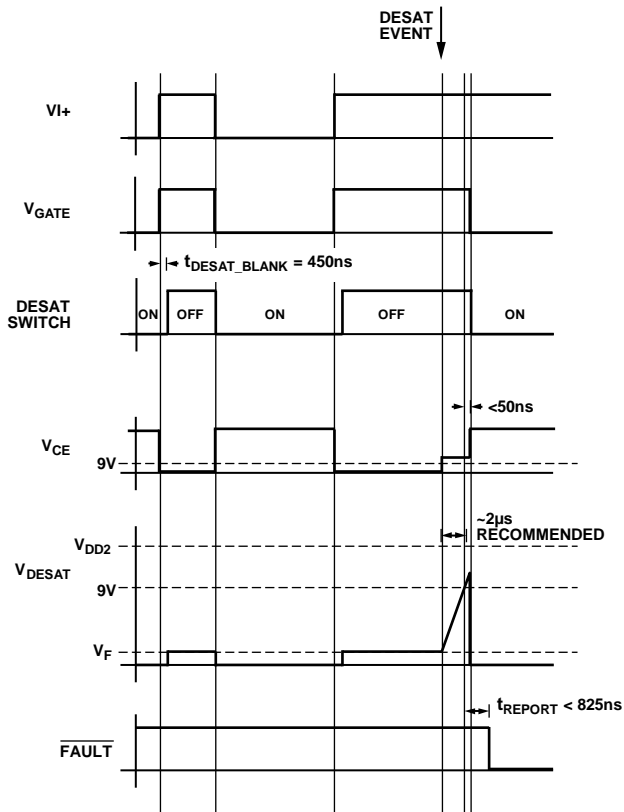 DESAT
EVENT
VI+
VGATE
tDESAT_BLANK = 450ns
DESAT
SWITCH
ON
OFF
ON
OFF
ON
<50ns
VCE
9V
~2µs
RECOMMENDED
VDD2
VDESAT
9V
VF
tREPORT < 825ns
FAULT